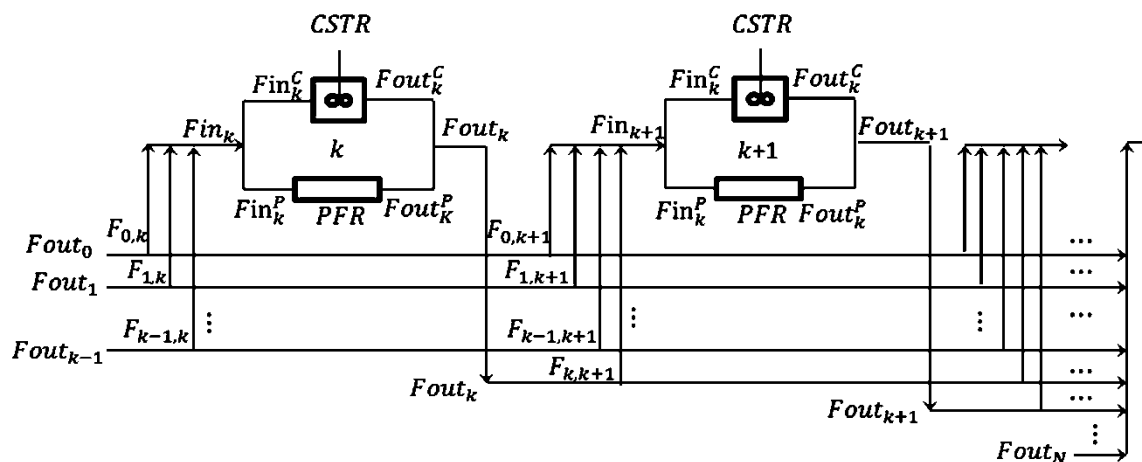 CSTR CSTR
Fin_k^C Fout_k^C Fin_k^C Fout_k^C
Fin_k k Fout_k Fin_{k+1} k+1 Fout_{k+1}
Fin_k^P PFR Fout_K^P Fin_k^P PFR Fout_k^P
F_{0,k} F_{0,k+1}
Fout_0 ...
F_{1,k} F_{1,k+1} ...
Fout_1
⋮ ⋮ ⋮ ...
F_{k-1,k} F_{k-1,k+1}
Fout_{k-1} ...
F_{k,k+1} ...
Fout_k ...
Fout_{k+1}
⋮
Fout_N